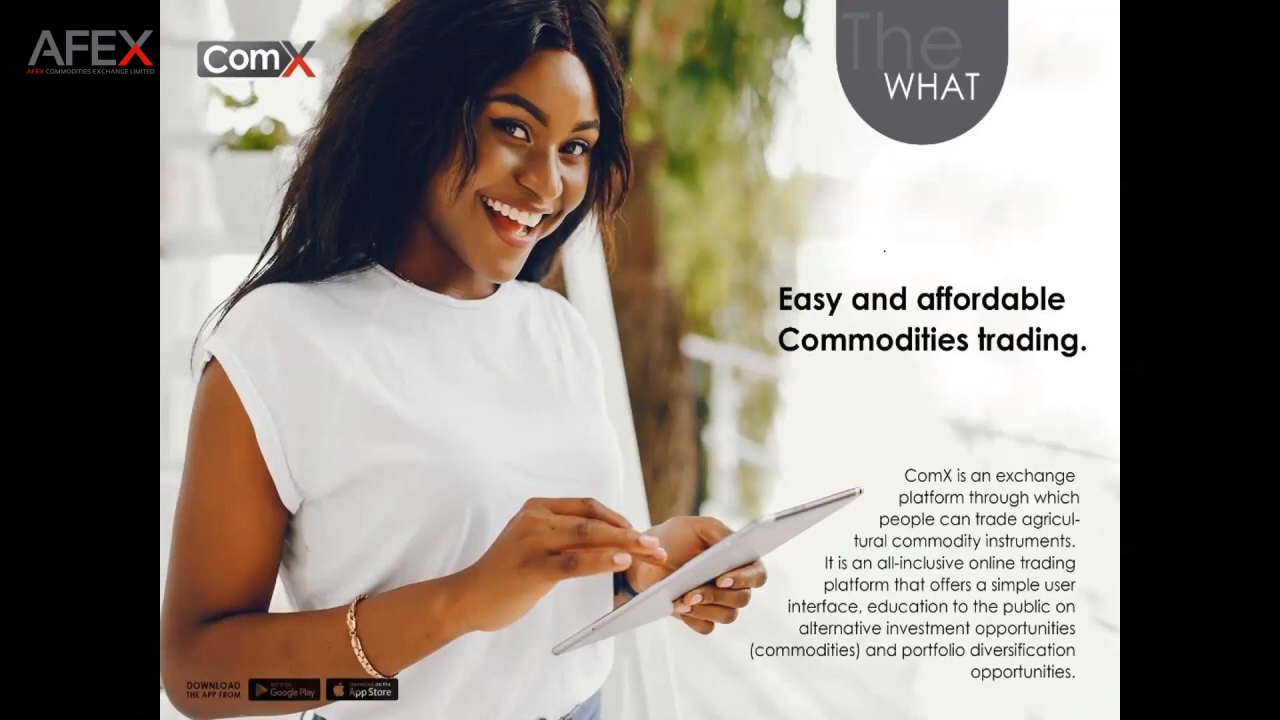 AFEX
AFEX COMMODITIES EXCHANGE LIMITED
ComX
The
WHAT
Easy and affordable
Commodities trading.
ComX is an exchange
platform through which
people can trade agricul-
tural commodity instruments.
It is an all-inclusive online trading
platform that offers a simple user
interface, education to the public on
alternative investment opportunities
(commodities) and portfolio diversification
opportunities.
DOWNLOAD
THE APP FROM
Google Play
Download on the
App Store